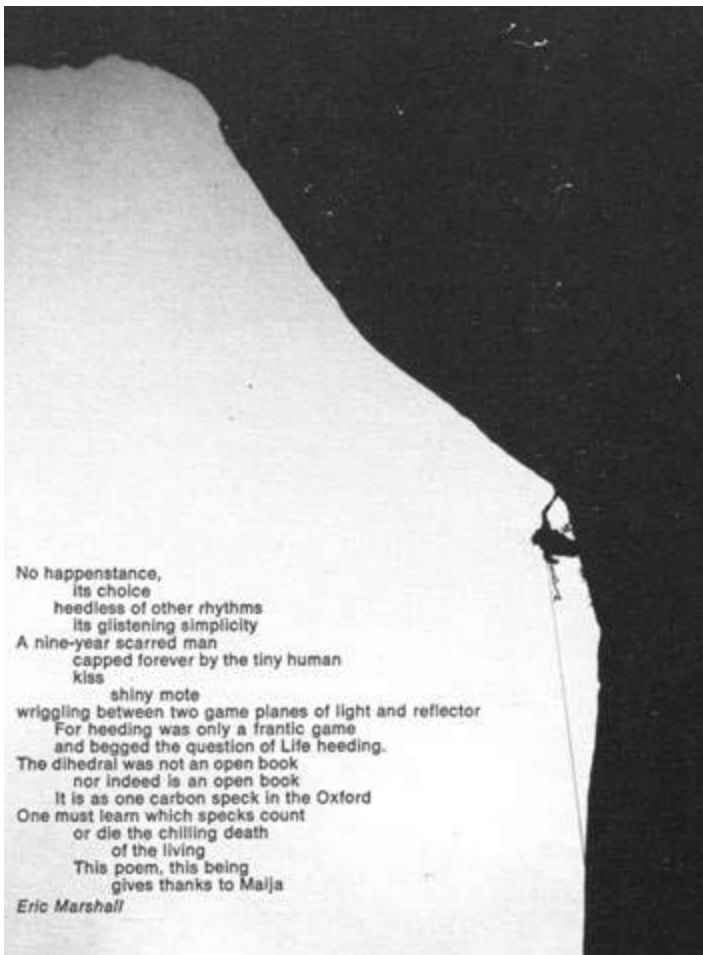 No happenstance,
its choice
heedless of other rhythms
its glistening simplicity
A nine-year scarred man
capped forever by the tiny human
kiss
shiny mote
wriggling between two game planes of light and reflector
For heeding was only a frantic game
and begged the question of Life heeding.
The dihedral was not an open book
nor indeed is an open book
It is as one carbon speck in the Oxford
One must learn which specks count
or die the chilling death
of the living
This poem, this being
gives thanks to Maija
Eric Marshall